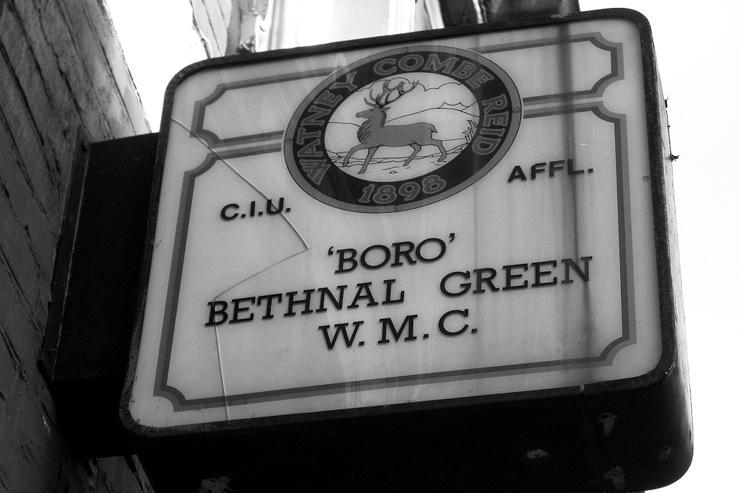 WATNEY COMBE REID
1898
C.I.U. AFFL.
'BORO'
BETHNAL GREEN
W.M.C.